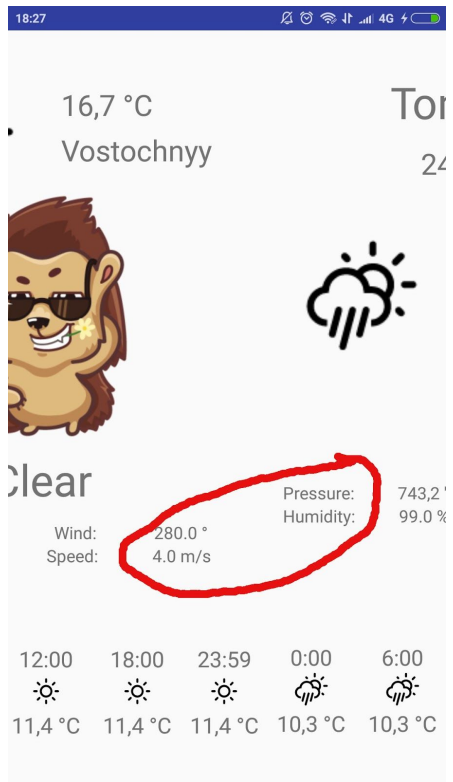 18:27 4G
16,7 °C
Vostochnyy
Clear
Wind: 280.0 °
Speed: 4.0 m/s
24
Pressure: 743,2
Humidity: 99.0 %
12:00 18:00 23:59 0:00 6:00
11,4 °C 11,4 °C 11,4 °C 10,3 °C 10,3 °C